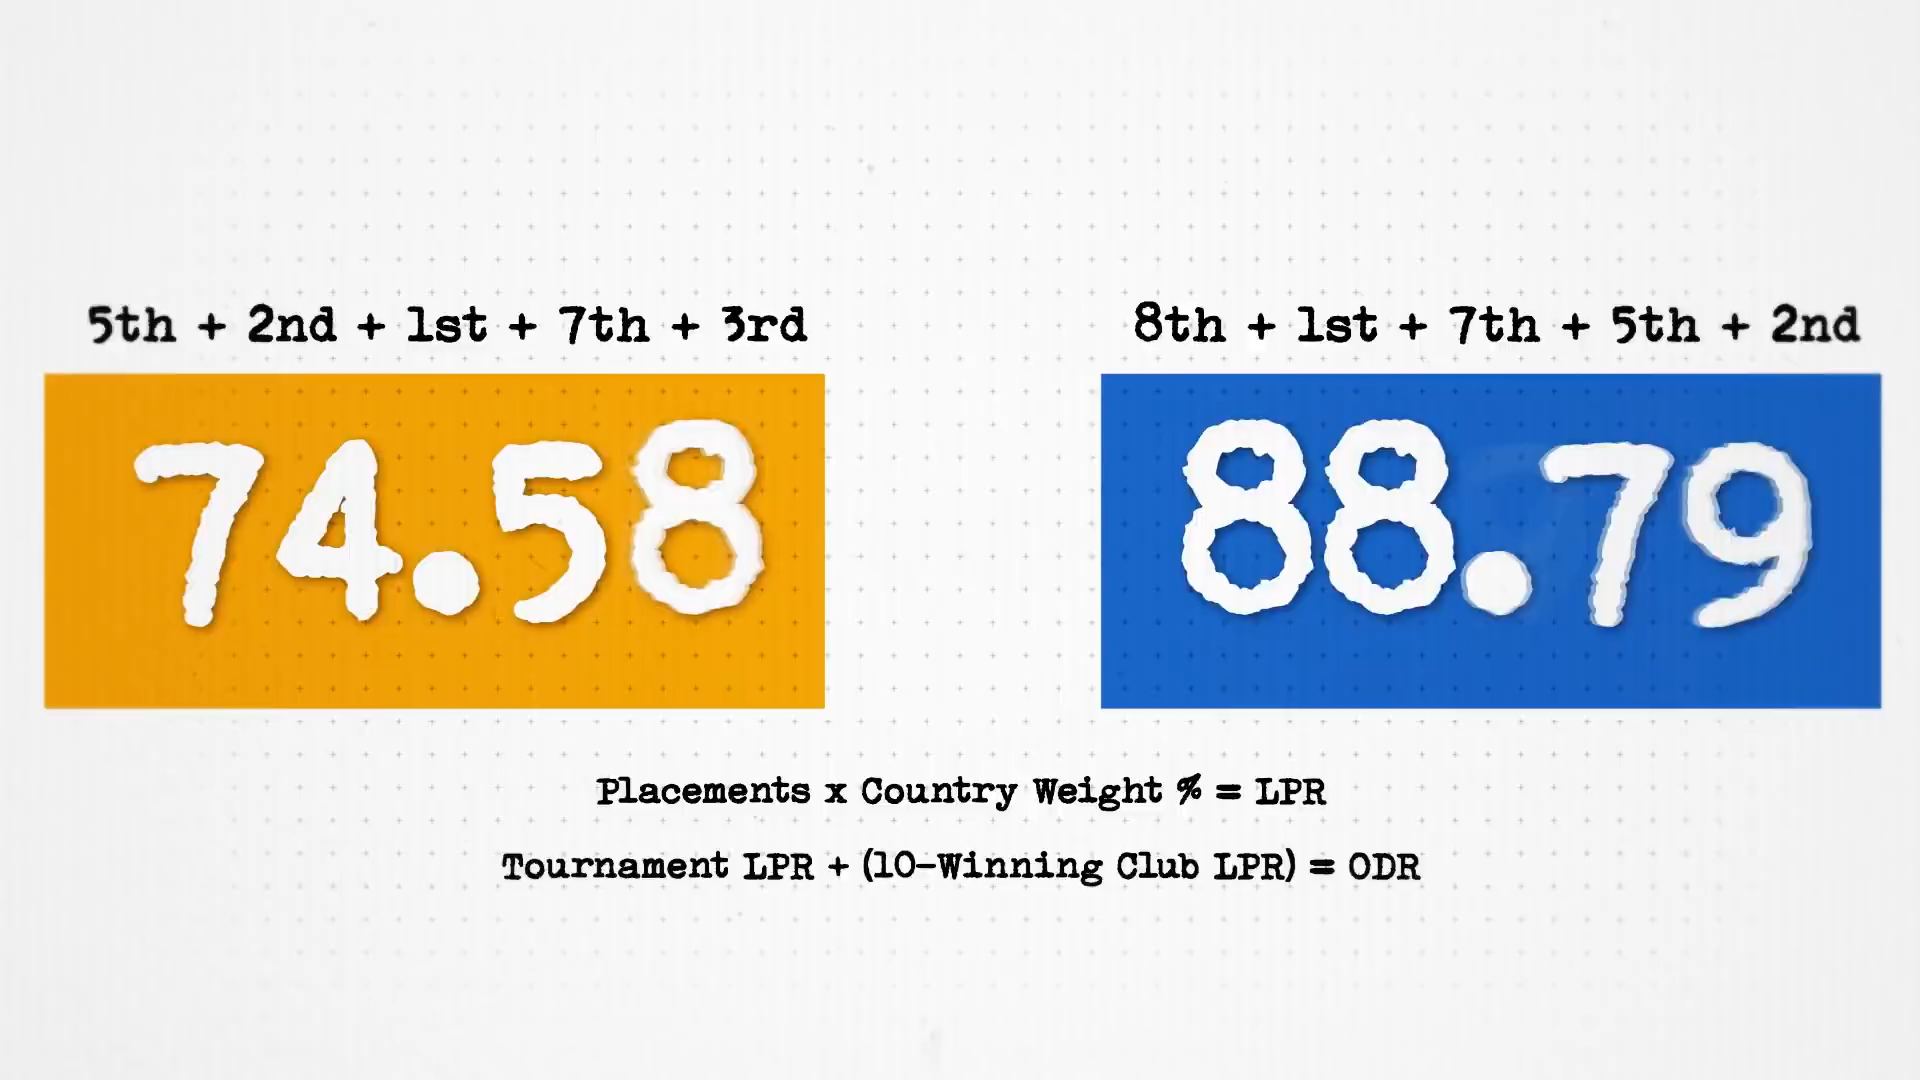 5th + 2nd + 1st + 7th + 3rd
74.58
8th + 1st + 7th + 5th + 2nd
88.79
Placements x Country Weight % = LPR
Tournament LPR + (10-Winning Club LPR) = ODR